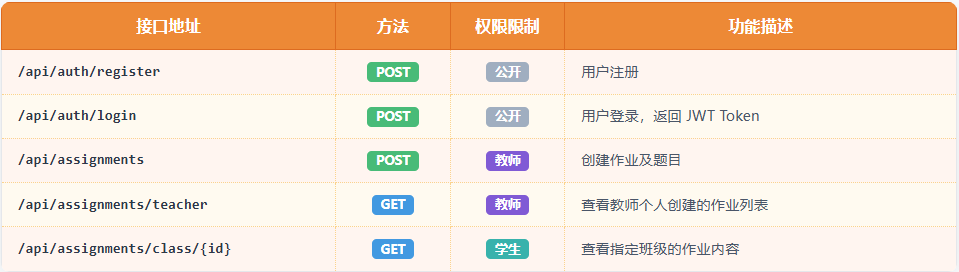 接口地址 方法 权限限制 功能描述
/api/auth/register POST 公开 用户注册
/api/auth/login POST 公开 用户登录，返回 JWT Token
/api/assignments POST 教师 创建作业及题目
/api/assignments/teacher GET 教师 查看教师个人创建的作业列表
/api/assignments/class/{id} GET 学生 查看指定班级的作业内容